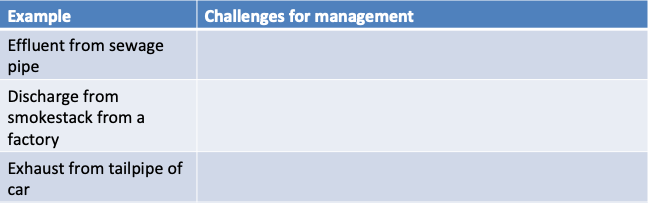 Example
Challenges for management
Effluent from sewage
pipe
Discharge from
smokestack from a
factory
Exhaust from tailpipe of
car